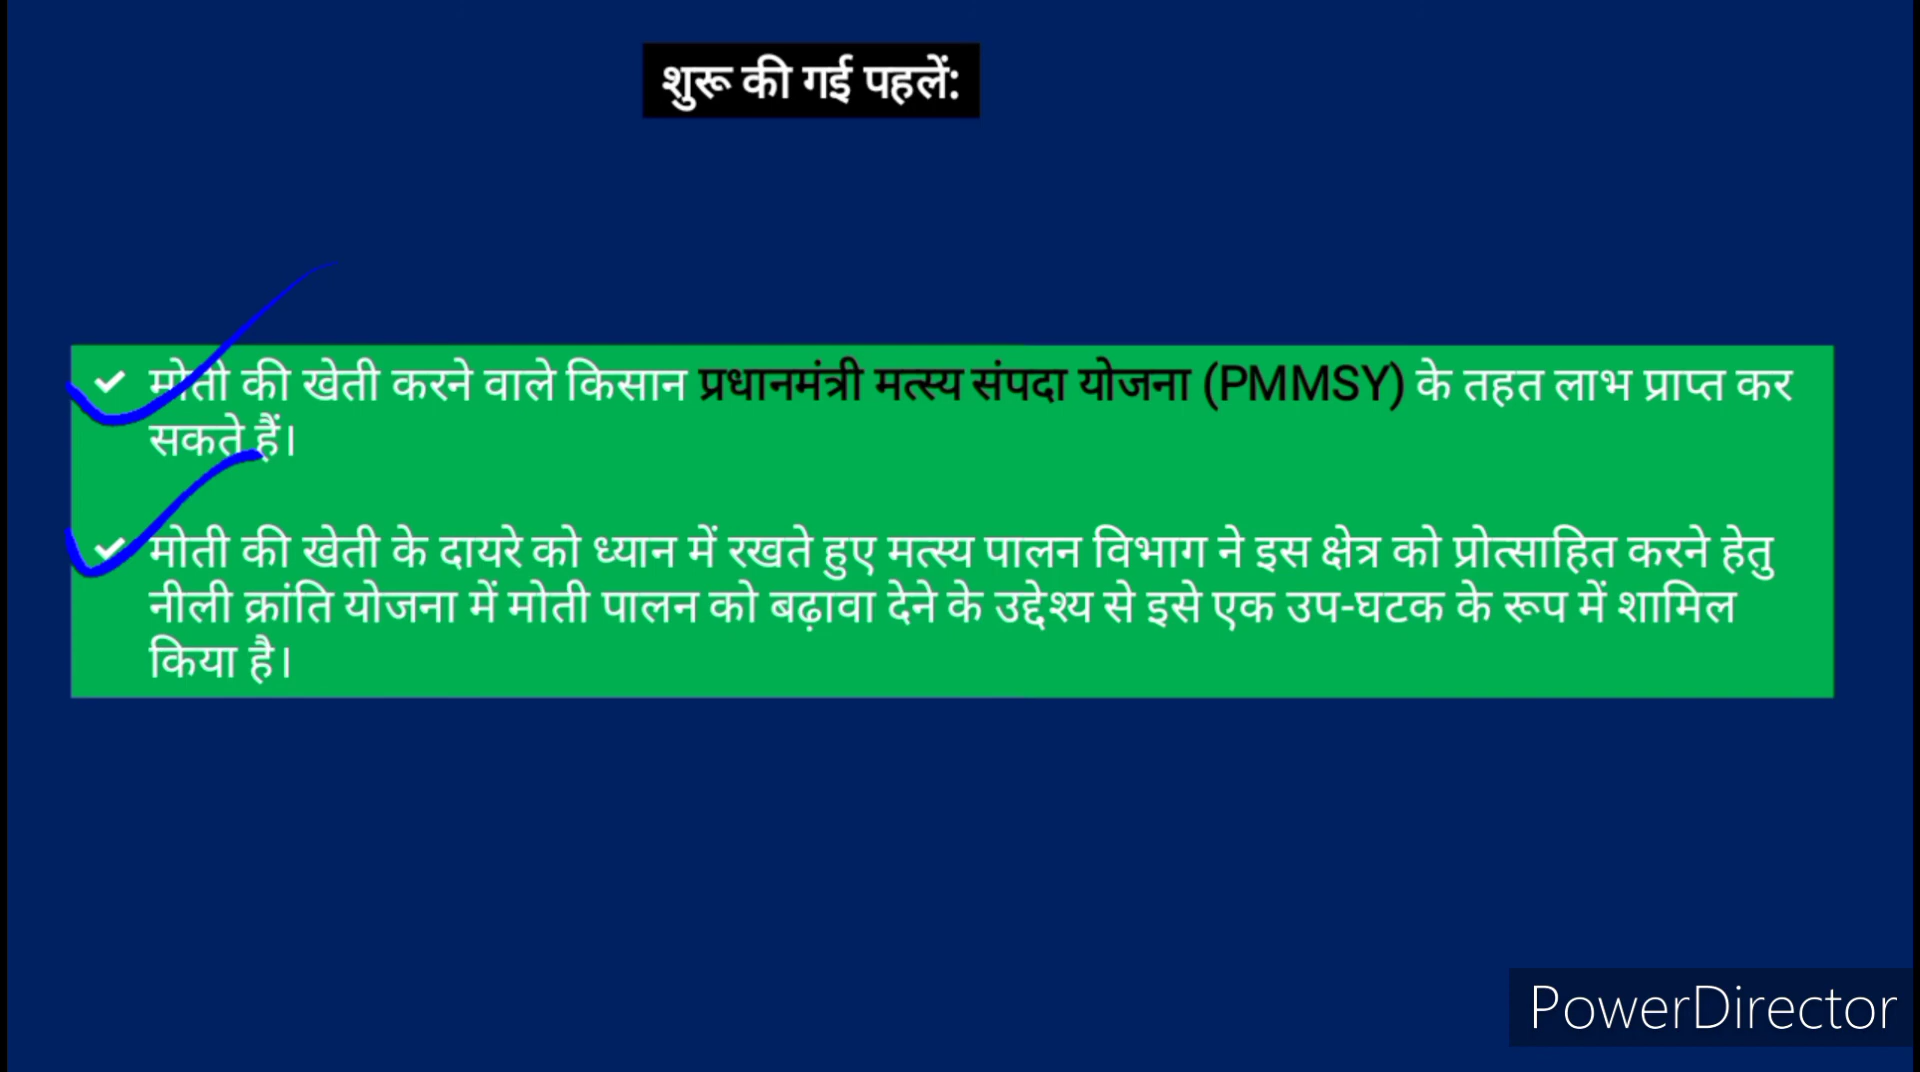 शुरू की गई पहलें:
मोती की खेती करने वाले किसान प्रधानमंत्री मत्स्य संपदा योजना (PMMSY) के तहत लाभ प्राप्त कर
सकते हैं।
मोती की खेती के दायरे को ध्यान में रखते हुए मत्स्य पालन विभाग ने इस क्षेत्र को प्रोत्साहित करने हेतु
नीली क्रांति योजना में मोती पालन को बढ़ावा देने के उद्देश्य से इसे एक उप-घटक के रूप में शामिल
किया है।
PowerDirector